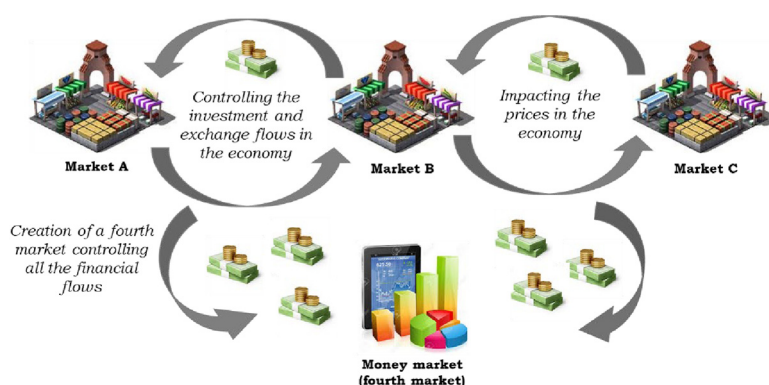 Controlling the
investment and
exchange flows in
the economy
Impacting the
prices in the
economy
Market A
Market B
Market C
Creation of a fourth
market controlling
all the financial
flows
Money market
(fourth market)